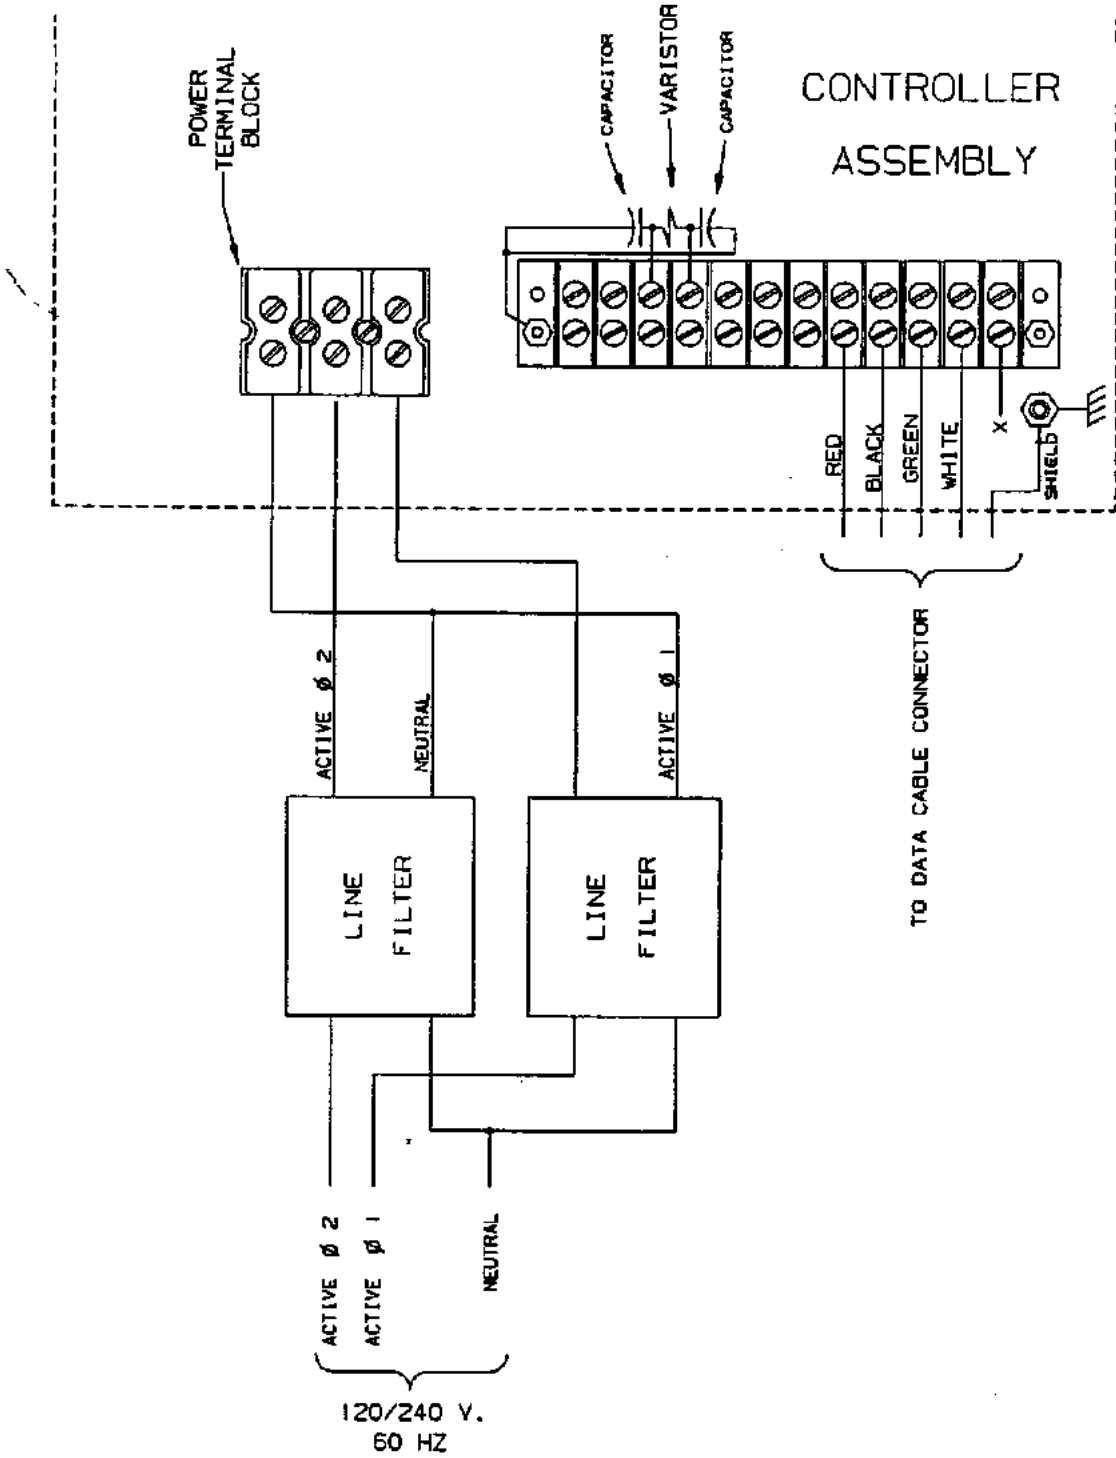 POWER
TERMINAL
BLOCK
CAPACITOR
VARISTOR
CAPACITOR
CONTROLLER
ASSEMBLY
RED
BLACK
GREEN
WHITE
X
SHIELD
TO DATA CABLE CONNECTOR
ACTIVE Ø 2
NEUTRAL
ACTIVE Ø 1
LINE
FILTER
LINE
FILTER
ACTIVE Ø 2
ACTIVE Ø 1
NEUTRAL
120/240 V.
60 HZ